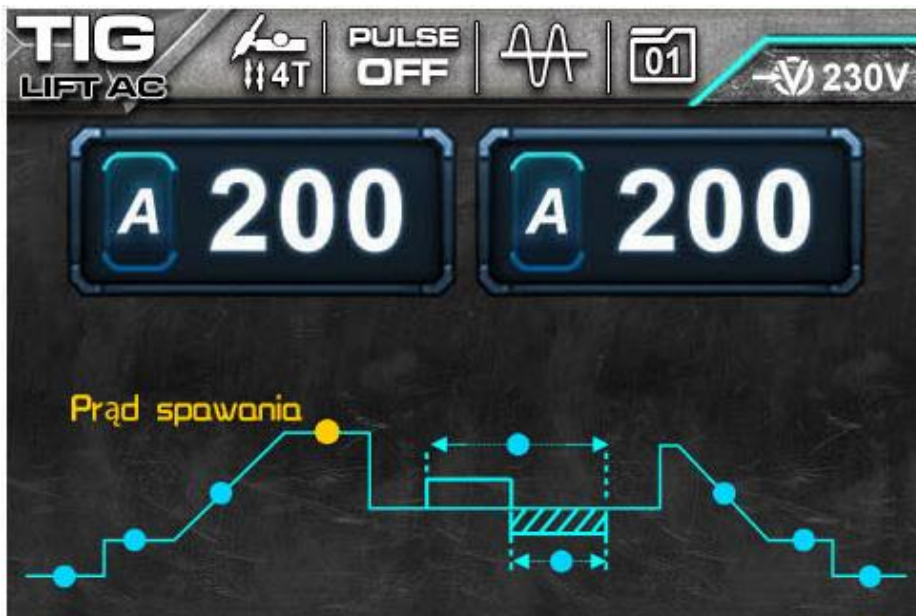 TIG
LIFT AC
4T
PULSE
OFF
01
V 230V
A 200
A 200
Prąd spawania